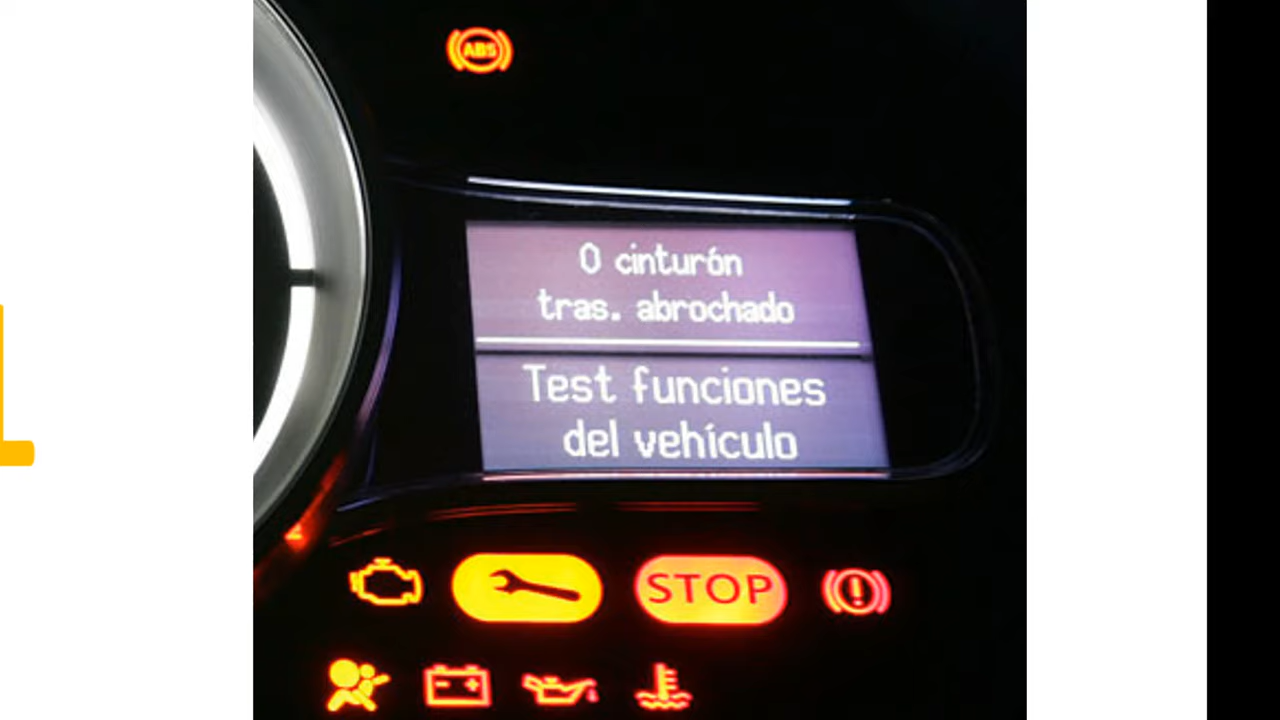 ABS
0 cinturón
tras. abrochado
Test funciones
del vehículo
STOP